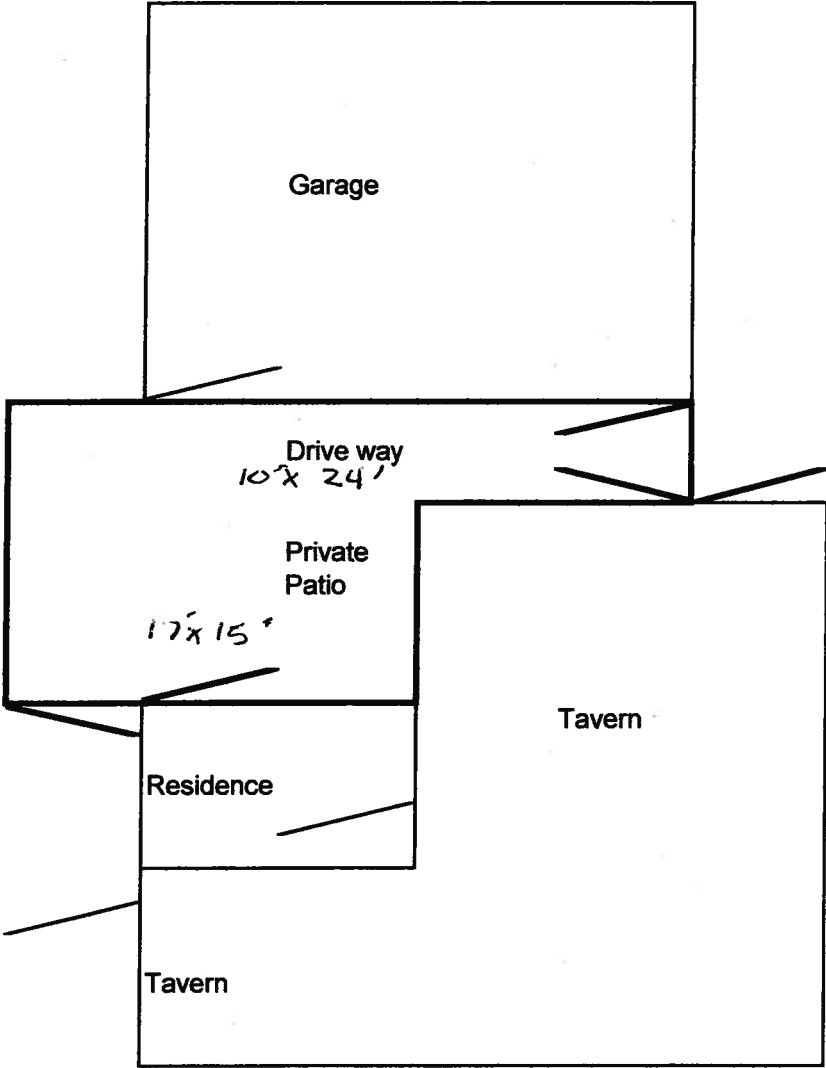 Garage
Drive way
10'x 24'
Private
Patio
17'x 15'
Tavern
Residence
Tavern